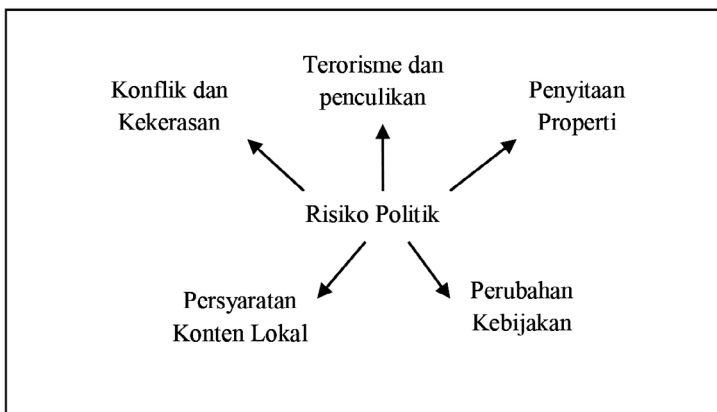 Konflik dan
Kekerasan
Terorisme dan
penculikan
Penyitaan
Properti
Risiko Politik
Persyaratan
Konten Lokal
Perubahan
Kebijakan